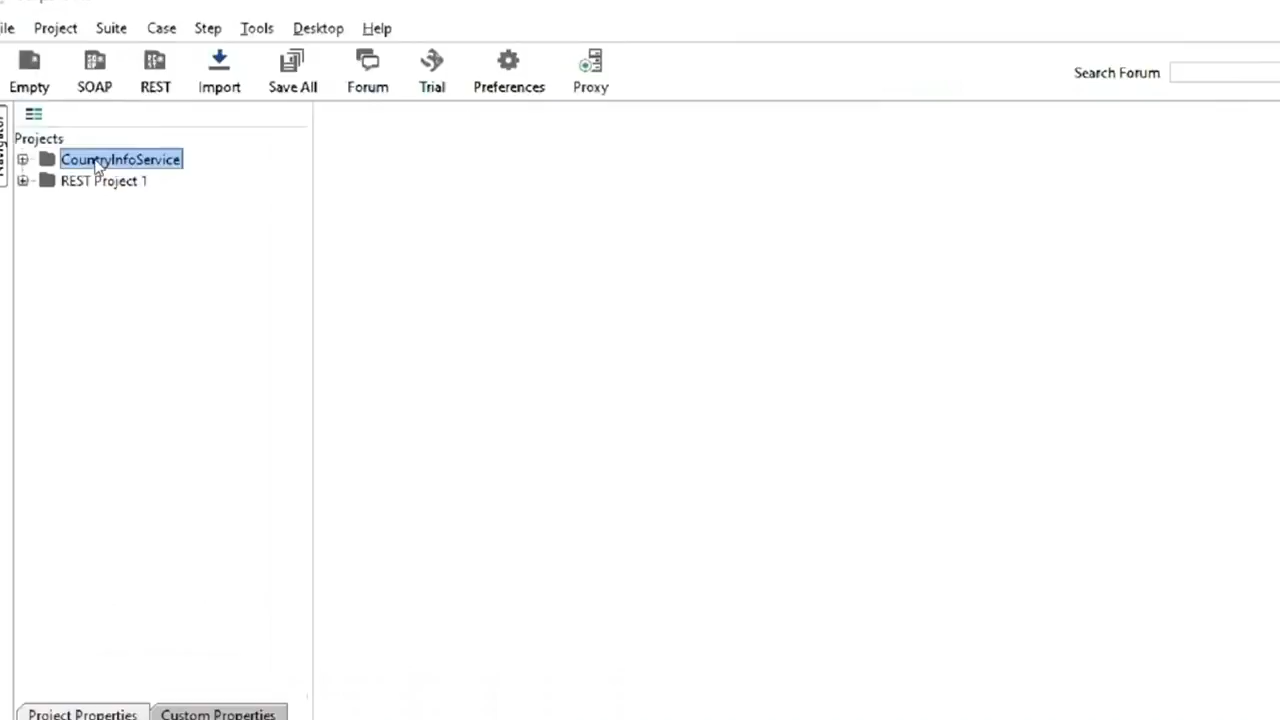 ile Project Suite Case Step Tools Desktop Help
Empty SOAP REST Import Save All Forum Trial Preferences Proxy Search Forum
Projects
CountryInfoService
REST Project 1
Project Properties Custom Properties